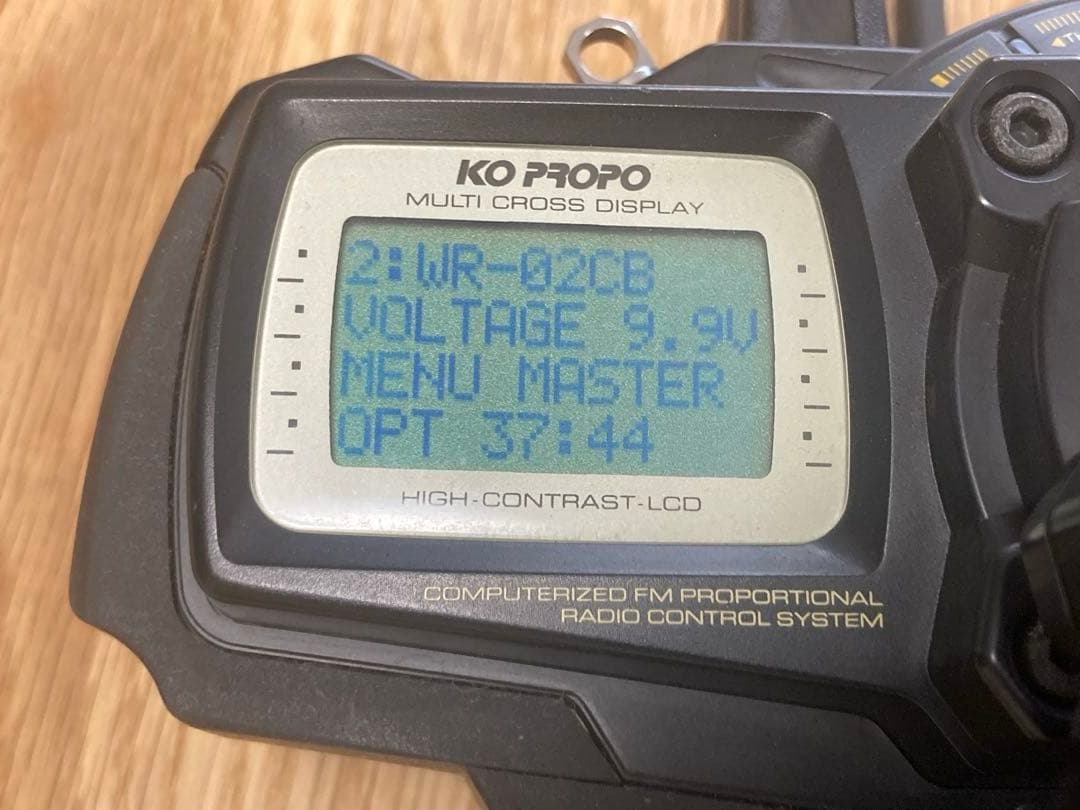 KO PROPO
MULTI CROSS DISPLAY
2:WR-02CB
VOLTAGE 9.9V
MENU MASTER
OPT 37:44
HIGH-CONTRAST-LCD
COMPUTERIZED FM PROPORTIONAL
RADIO CONTROL SYSTEM